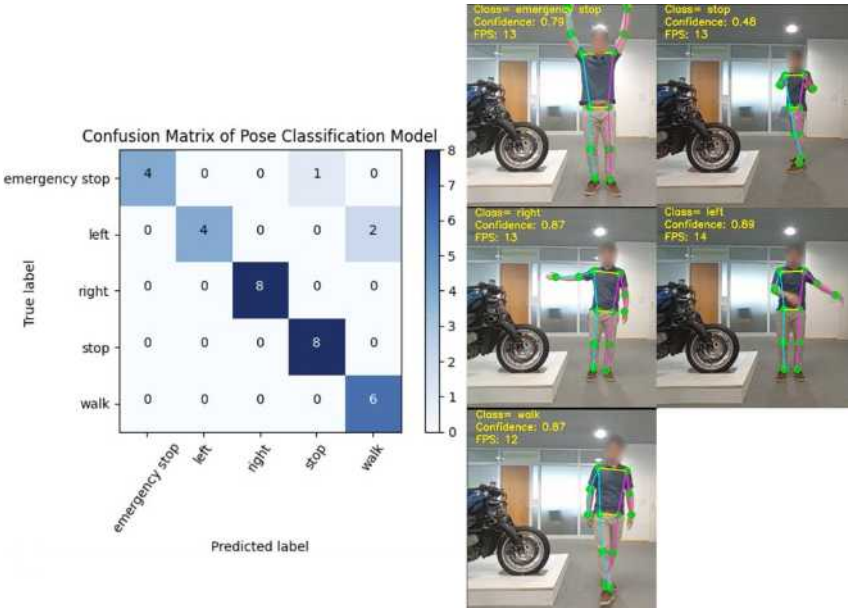 Confusion Matrix of Pose Classification Model
True label
emergency stop 4 0 0 1 0
left 0 4 0 0 2
right 0 0 8 0 0
stop 0 0 0 8 0
walk 0 0 0 0 6
emergency stop
left
right
stop
walk
Predicted label
8
7
6
5
4
3
2
1
0
Class= emergency stop
Confidence: 0.79
FPS: 13
Class= stop
Confidence: 0.48
FPS: 13
Class= right
Confidence: 0.87
FPS: 13
Class= left
Confidence: 0.89
FPS: 14
Class= walk
Confidence: 0.87
FPS: 12